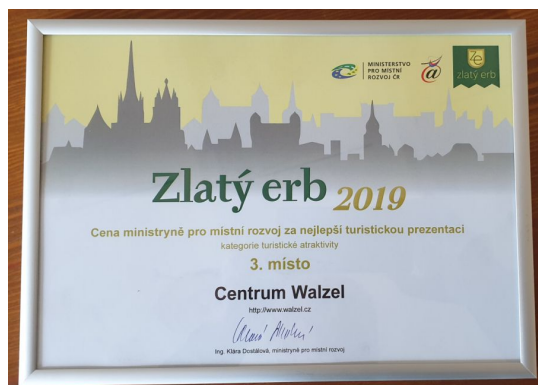 MINISTERSTVO
PRO MÍSTNÍ
ROZVOJ ČR
zlatý erb
Zlatý erb 2019
Cena ministryně pro místní rozvoj za nejlepší turistickou prezentaci
kategorie turistické atraktivity
3. místo
Centrum Walzel
http://www.walzel.cz
Ing. Klára Dostálová, ministryně pro místní rozvoj